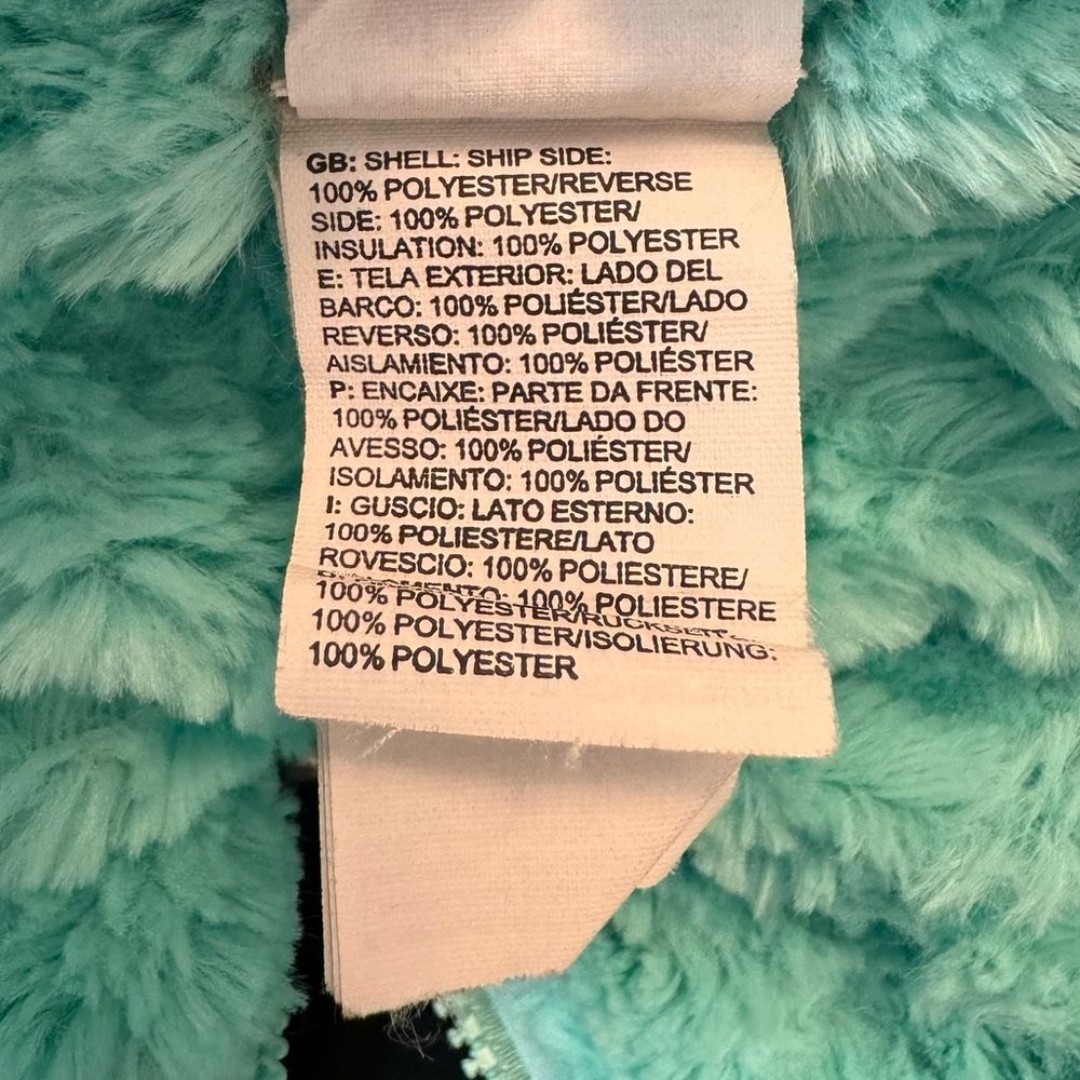 GB: SHELL: SHIP SIDE:
100% POLYESTER/REVERSE
SIDE: 100% POLYESTER/
INSULATION: 100% POLYESTER
E: TELA EXTERIOR: LADO DEL
BARCO: 100% POLIÉSTER/LADO
REVERSO: 100% POLIÉSTER/
AISLAMIENTO: 100% POLIÉSTER
P: ENCAIXE: PARTE DA FRENTE:
100% POLIÉSTER/LADO DO
AVESSO: 100% POLIÉSTER/
ISOLAMENTO: 100% POLIÉSTER
I: GUSCIO: LATO ESTERNO:
100% POLIESTERE/LATO
ROVESCIO: 100% POLIESTERE/
100% POLIESTERE
100% POLYESTER/RÜCKSEITE:
100% POLYESTER/ISOLIERUNG:
100% POLYESTER